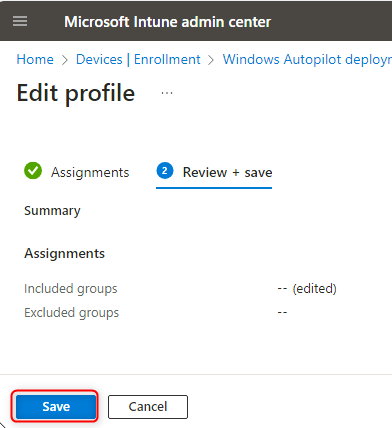 Microsoft Intune admin center
Home > Devices | Enrollment > Windows Autopilot deployn
Edit profile ...
Assignments 2 Review + save
Summary
Assignments
Included groups -- (edited)
Excluded groups --
Save Cancel